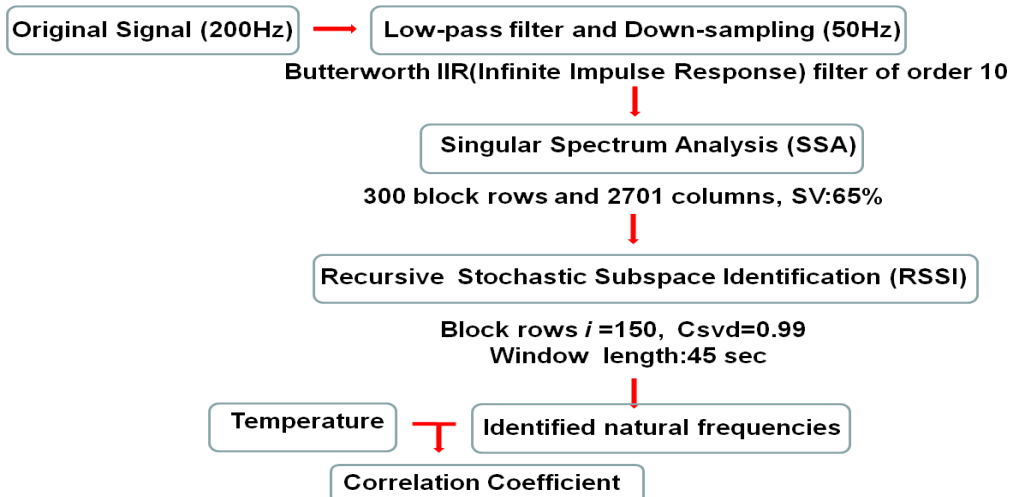 Original Signal (200Hz)
Low-pass filter and Down-sampling (50Hz)
Butterworth IIR(Infinite Impulse Response) filter of order 10
Singular Spectrum Analysis (SSA)
300 block rows and 2701 columns, SV:65%
Recursive Stochastic Subspace Identification (RSSI)
Block rows i =150, Csvd=0.99
Window length:45 sec
Temperature
Identified natural frequencies
Correlation Coefficient